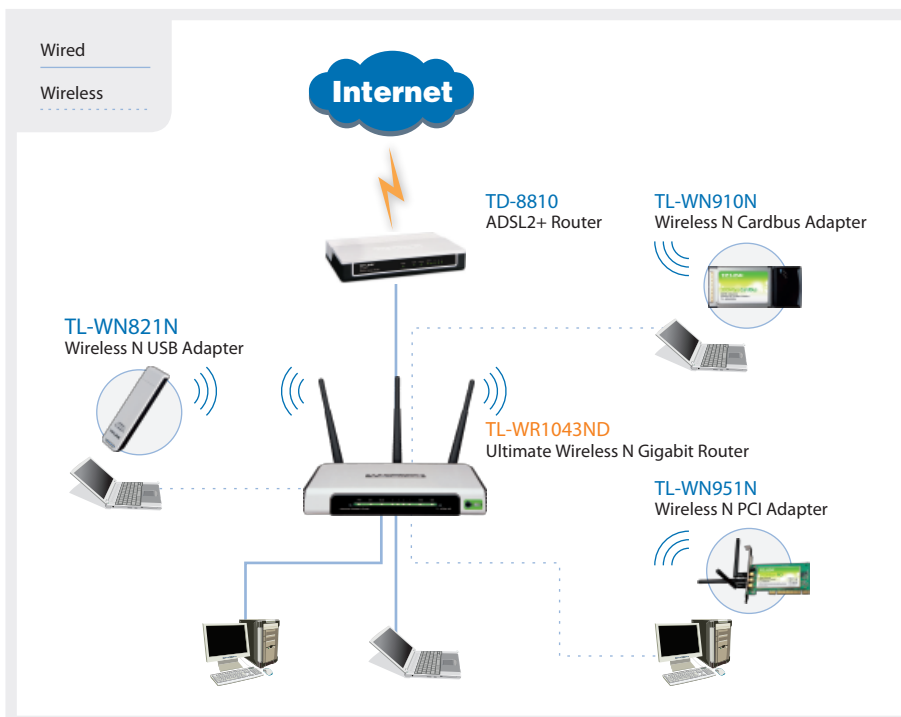 Wired
Wireless
Internet
TD-8810
ADSL2+ Router
TL-WN910N
Wireless N Cardbus Adapter
TL-WN821N
Wireless N USB Adapter
TL-WR1043ND
Ultimate Wireless N Gigabit Router
TL-WN951N
Wireless N PCI Adapter